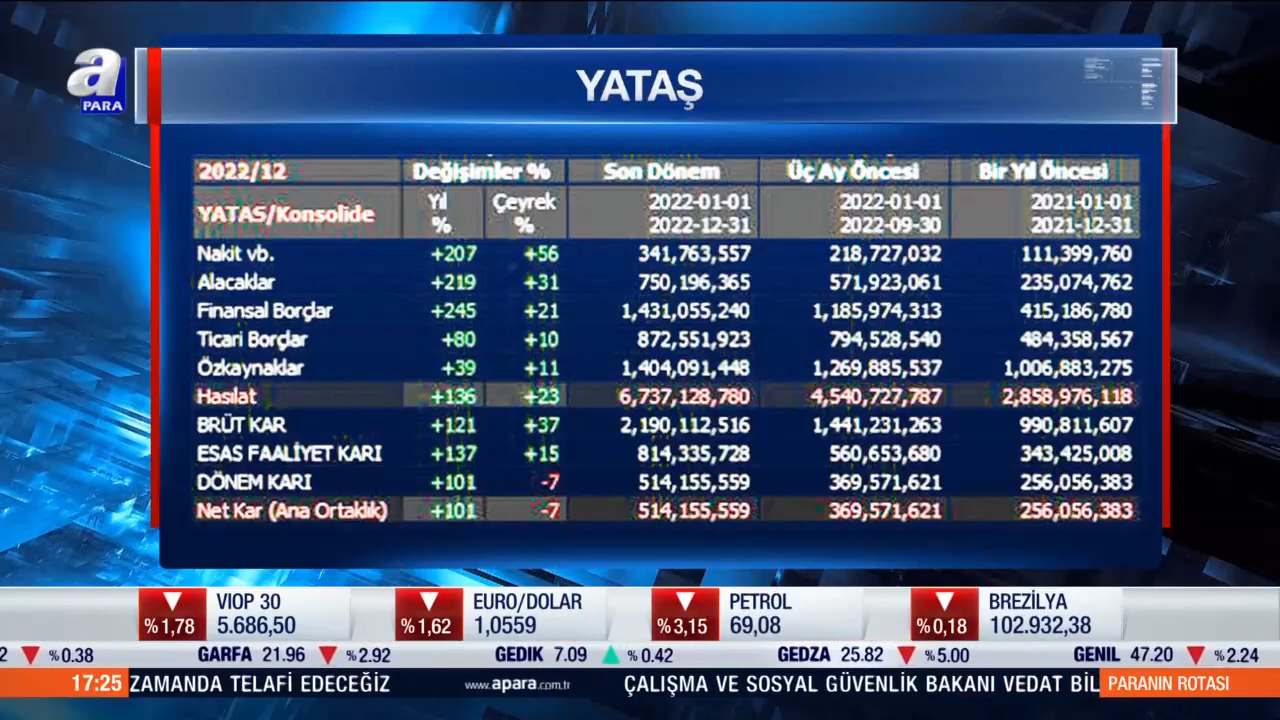 a
PARA
YATAŞ
2022/12 Değişimler % Son Dönem Üç Ay Öncesi Bir Yıl Öncesi
YATAS/Konsolide Yıl % Çeyrek % 2022-01-01 2022-12-31 2022-01-01 2022-09-30 2021-01-01 2021-12-31
Nakit vb. +207 +56 341,763,557 218,727,032 111,399,760
Alacaklar +219 +31 750,196,365 571,923,061 235,074,762
Finansal Borçlar +245 +21 1,431,055,240 1,185,974,313 415,186,780
Ticari Borçlar +80 +10 872,551,923 794,528,540 484,358,567
Özkaynaklar +39 +11 1,404,091,448 1,269,885,537 1,006,883,275
Hasılat +136 +23 6,737,128,780 4,540,727,787 2,858,976,118
BRÜT KAR +121 +37 2,190,112,516 1,441,231,263 990,811,607
ESAS FAALİYET KARI +137 +15 814,335,728 560,653,680 343,425,008
DÖNEM KARI +101 -7 514,155,559 369,571,621 256,056,383
Net Kar (Ana Ortaklık) +101 -7 514,155,559 369,571,621 256,056,383
%1,78 VIOP 30 5.686,50 %1,62 EURO/DOLAR 1,0559 %3,15 PETROL 69,08 %0,18 BREZİLYA 102.932,38
2 %0.38 GARFA 21.96 %2.92 GEDIK 7.09 %0.42 GEDZA 25.82 %5.00 GENIL 47.20 %2.24
17:25 ZAMANDA TELAFİ EDECEĞİZ www.apara.com.tr ÇALIŞMA VE SOSYAL GÜVENLİK BAKANI VEDAT BİL PARANIN ROTASI